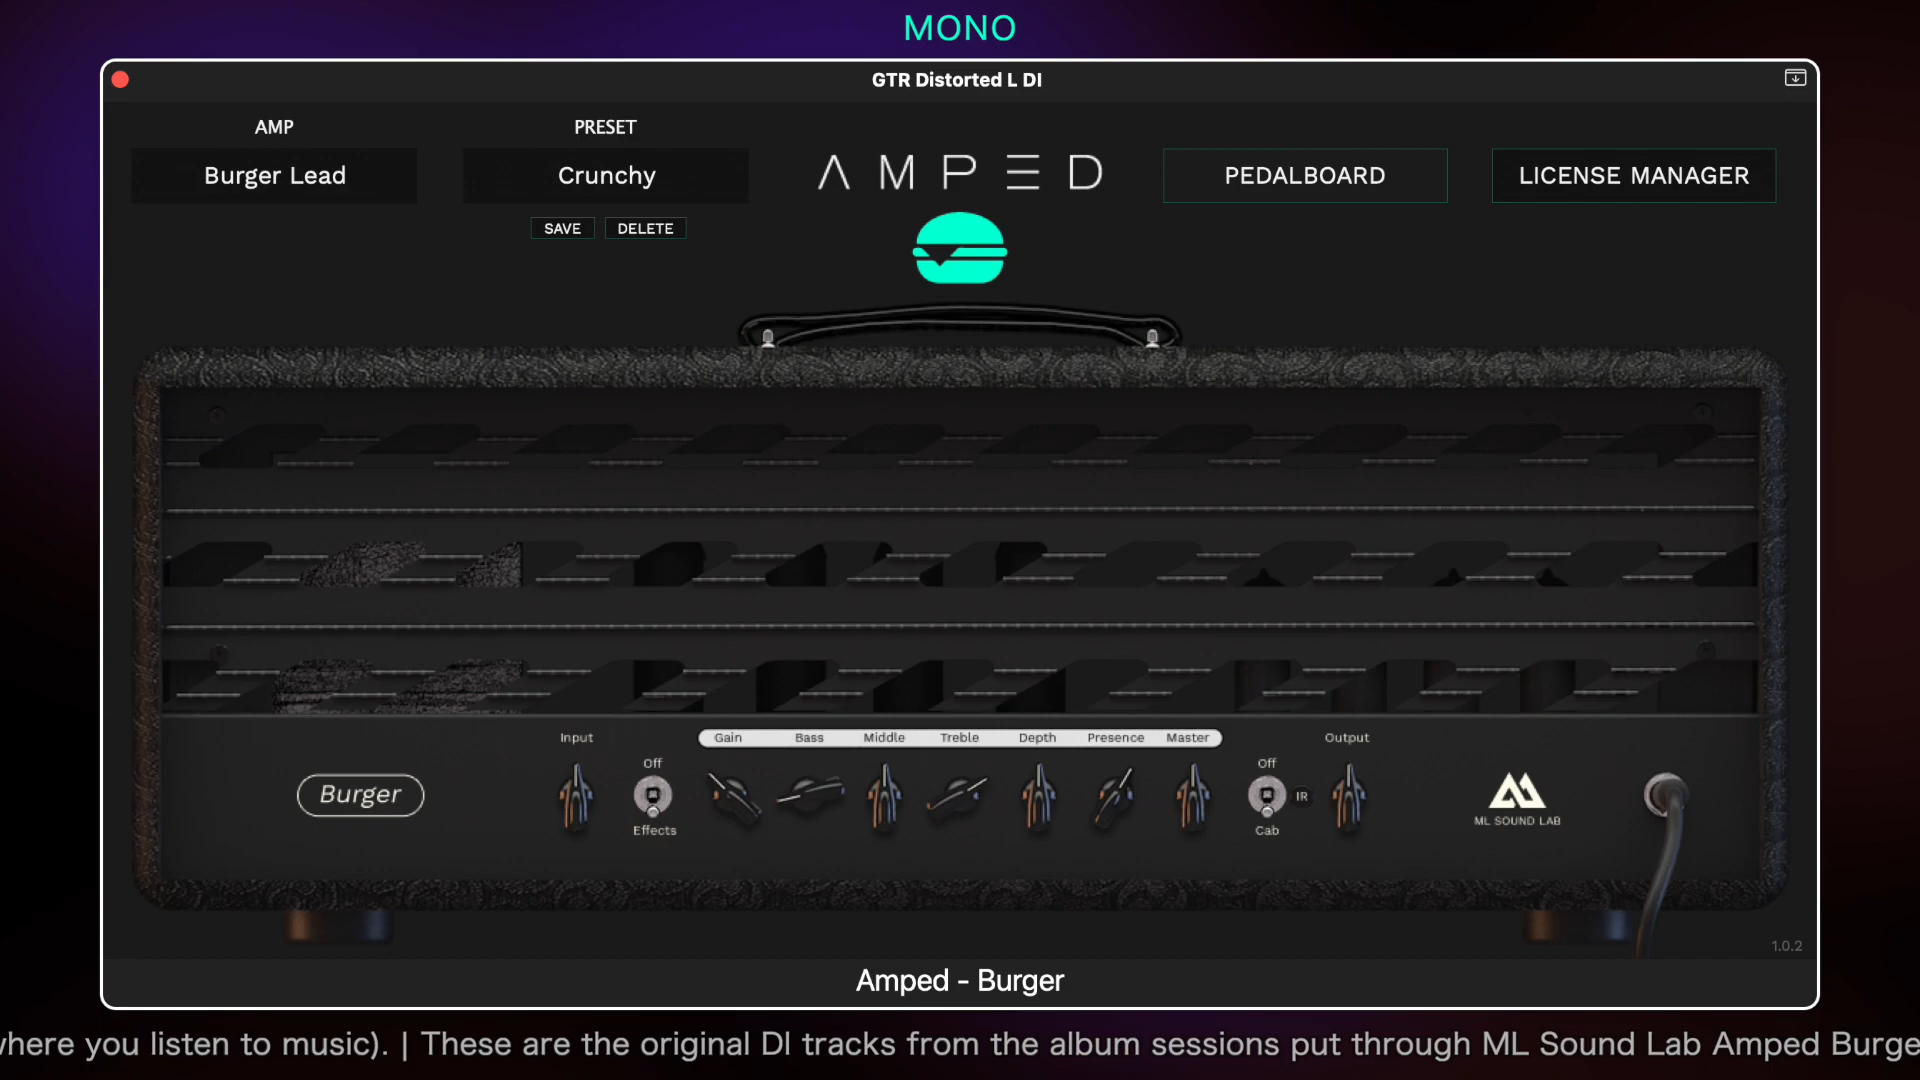 MONO
GTR Distorted L DI
AMP
PRESET
Burger Lead
Crunchy
AMPED
PEDALBOARD
LICENSE MANAGER
SAVE
DELETE
Input
Gain
Bass
Middle
Treble
Depth
Presence
Master
Output
Off
Off
Burger
IR
Effects
Cab
ML SOUND LAB
1.0.2
Amped - Burger
where you listen to music). | These are the original DI tracks from the album sessions put through ML Sound Lab Amped Burge